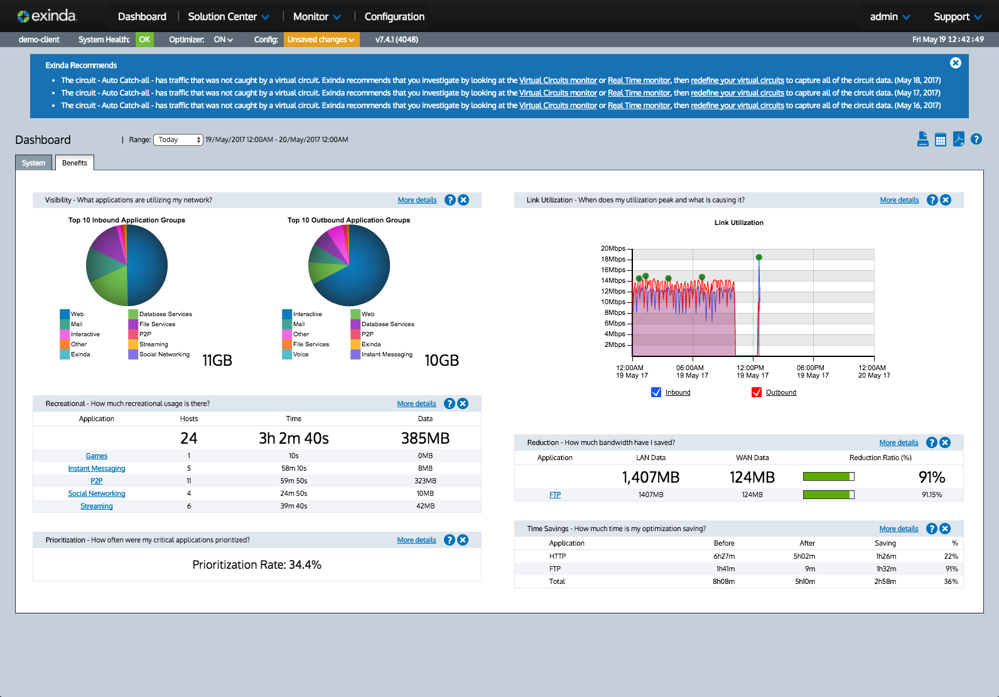 exinda. Dashboard | Solution Center | Monitor | Configuration admin Support
demo-client System Health: OK Optimizer: ON Config: Unsaved changes v7.4.1 (4048) Fri May 19 12:42:49
Exinda Recommends
• The circuit - Auto Catch-all - has traffic that was not caught by a virtual circuit. Exinda recommends that you investigate by looking at the Virtual Circuits monitor or Real Time monitor, then redefine your virtual circuits to capture all of the circuit data. (May 18, 2017)
• The circuit - Auto Catch-all - has traffic that was not caught by a virtual circuit. Exinda recommends that you investigate by looking at the Virtual Circuits monitor or Real Time monitor, then redefine your virtual circuits to capture all of the circuit data. (May 17, 2017)
• The circuit - Auto Catch-all - has traffic that was not caught by a virtual circuit. Exinda recommends that you investigate by looking at the Virtual Circuits monitor or Real Time monitor, then redefine your virtual circuits to capture all of the circuit data. (May 16, 2017)
Dashboard | Range: Today 19/May/2017 12:00AM - 20/May/2017 12:00AM
System Benefits
Visibility - What applications are utilizing my network? More details
Top 10 Inbound Application Groups
Web Database Services
Mail File Services
Interactive P2P
Other Streaming
Exinda Social Networking
11GB
Top 10 Outbound Application Groups
Interactive Web
Mail Database Services
Other P2P
File Services Exinda
Voice Instant Messaging
10GB
Recreational - How much recreational usage is there? More details
Application Hosts Time Data
24 3h 2m 40s 385MB
Games 1 10s 0MB
Instant Messaging 5 58m 10s 8MB
P2P 11 59m 50s 323MB
Social Networking 4 24m 50s 10MB
Streaming 6 39m 40s 42MB
Prioritization - How often were my critical applications prioritized? More details
Prioritization Rate: 34.4%
Link Utilization - When does my utilization peak and what is causing it? More details
Link Utilization
20Mbps
18Mbps
16Mbps
14Mbps
12Mbps
10Mbps
8Mbps
6Mbps
4Mbps
2Mbps
12:00AM 06:00AM 12:00PM 06:00PM 12:00AM
19 May 17 19 May 17 19 May 17 19 May 17 20 May 17
Inbound Outbound
Reduction - How much bandwidth have I saved? More details
Application LAN Data WAN Data Reduction Ratio (%)
1,407MB 124MB 91%
FTP 1407MB 124MB 91.15%
Time Savings - How much time is my optimization saving? More details
Application Before After Saving %
HTTP 6h27m 5h02m 1h26m 22%
FTP 1h41m 9m 1h32m 91%
Total 8h08m 5h10m 2h58m 36%